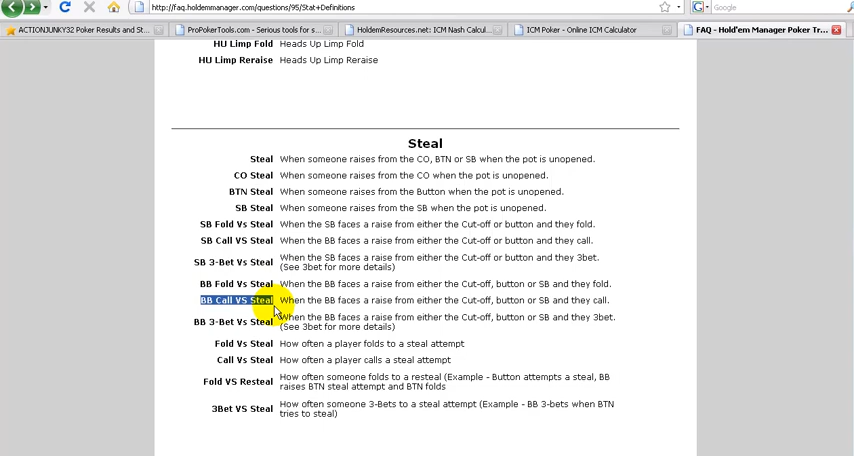 http://faq.holdemmanager.com/questions/95/Stat+Definitions
Google
ACTIONJUNKY32 Poker Results and St...
ProPokerTools.com - Serious tools for s...
HoldemResources.net: ICM Nash Calcul...
ICM Poker - Online ICM Calculator
FAQ - Hold'em Manager Poker Tr...
HU Limp Fold Heads Up Limp Fold
HU Limp Reraise Heads Up Limp Reraise
Steal
Steal When someone raises from the CO, BTN or SB when the pot is unopened.
CO Steal When someone raises from the CO when the pot is unopened.
BTN Steal When someone raises from the Button when the pot is unopened.
SB Steal When someone raises from the SB when the pot is unopened.
SB Fold Vs Steal When the SB faces a raise from either the Cut-off or button and they fold.
SB Call VS Steal When the BB faces a raise from either the Cut-off or button and they call.
SB 3-Bet Vs Steal When the SB faces a raise from either the Cut-off or button and they 3bet.
(See 3bet for more details)
BB Fold Vs Steal When the BB faces a raise from either the Cut-off, button or SB and they fold.
BB Call VS Steal When the BB faces a raise from either the Cut-off, button or SB and they call.
BB 3-Bet Vs Steal When the BB faces a raise from either the Cut-off, button or SB and they 3bet.
(See 3bet for more details)
Fold Vs Steal How often a player folds to a steal attempt
Call Vs Steal How often a player calls a steal attempt
Fold VS Resteal How often someone folds to a resteal (Example - Button attempts a steal, BB
raises BTN steal attempt and BTN folds
3Bet VS Steal How often someone 3-Bets to a steal attempt (Example - BB 3-bets when BTN
tries to steal)